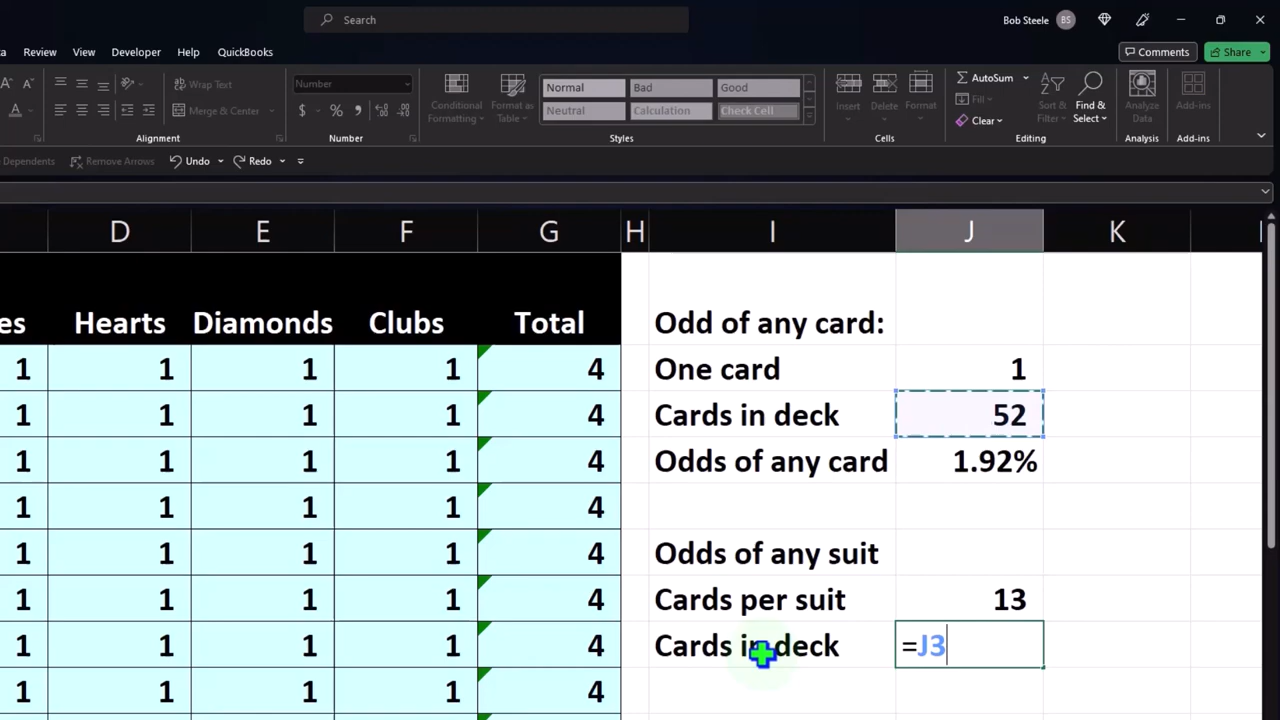 Search
Bob Steele BS
a Review View Developer Help QuickBooks
Comments Share
Wrap Text Number Normal Bad Good AutoSum
Merge & Center Conditional Formatting Format as Table Neutral Calculation Check Cell Insert Delete Format Fill Clear Sort & Filter Find & Select Analyze Data Add-ins
Alignment Number Styles Cells Editing Analysis Add-ins
Dependents Remove Arrows Undo Redo
D E F G H I J K
es Hearts Diamonds Clubs Total Odd of any card:
1 1 1 1 4 One card 1
1 1 1 1 4 Cards in deck 52
1 1 1 1 4 Odds of any card 1.92%
1 1 1 1 4
1 1 1 1 4 Odds of any suit
1 1 1 1 4 Cards per suit 13
1 1 1 1 4 Cards in deck =J3
1 1 1 1 4